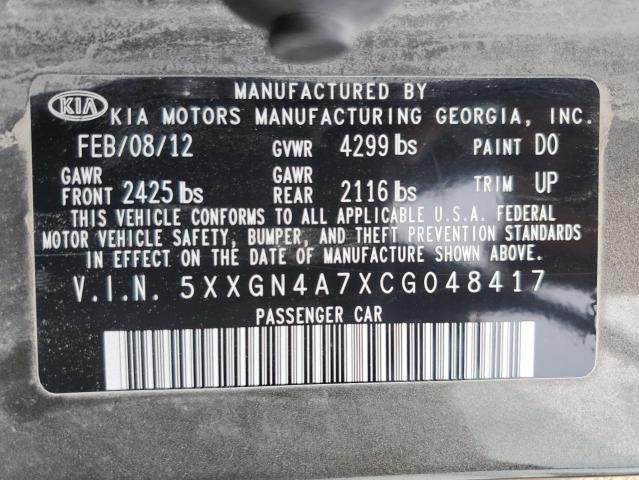 MANUFACTURED BY
KIA KIA MOTORS MANUFACTURING GEORGIA, INC.
FEB/08/12 GVWR 4299 lbs PAINT D0
GAWR FRONT 2425 lbs GAWR REAR 2116 lbs TRIM UP
THIS VEHICLE CONFORMS TO ALL APPLICABLE U.S.A. FEDERAL
MOTOR VEHICLE SAFETY, BUMPER, AND THEFT PREVENTION STANDARDS
IN EFFECT ON THE DATE OF MANUFACTURE SHOWN ABOVE.
V.I.N. 5XXGN4A7XCG048417
PASSENGER CAR